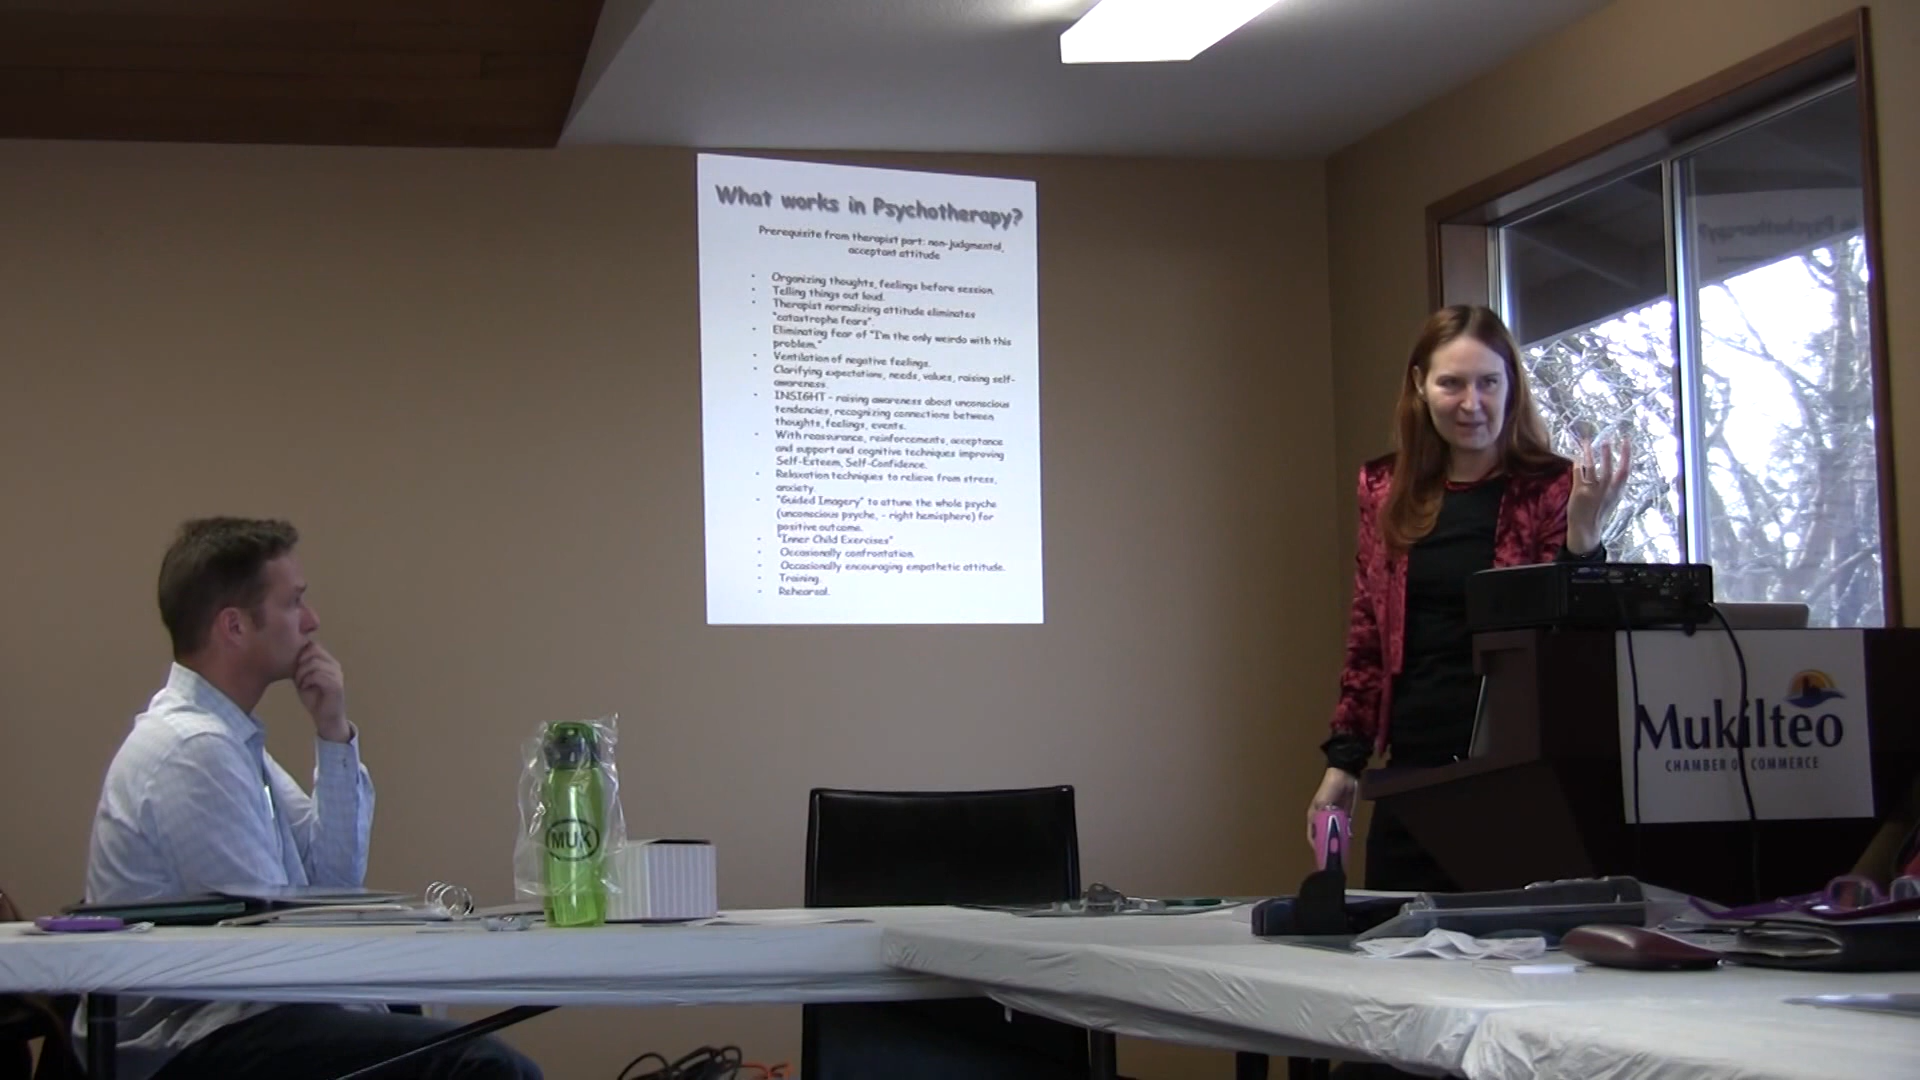 What works in Psychotherapy?
Prerequisite from therapist part: non-judgmental,
acceptant attitude
- Organizing thoughts, feelings before session.
- Telling things out loud.
- Therapist normalizing attitude eliminates
"catastrophe fears".
- Eliminating fear of "I'm the only weirdo with this
problem."
- Ventilation of negative feelings.
- Clarifying expectations, needs, values, raising self-
awareness.
- INSIGHT - raising awareness about unconscious
tendencies, recognizing connections between
thoughts, feelings, events.
- With reassurance, reinforcements, acceptance
and support and cognitive techniques improving
Self-Esteem, Self-Confidence.
- Relaxation techniques to relieve from stress,
anxiety.
- "Guided Imagery" to attune the whole psyche
(unconscious psyche, - right hemisphere) for
positive outcome.
- "Inner Child Exercises"
- Occasionally confrontation.
- Occasionally encouraging empathetic attitude.
- Training.
- Rehearsal.
Mukilteo
CHAMBER OF COMMERCE
MUK